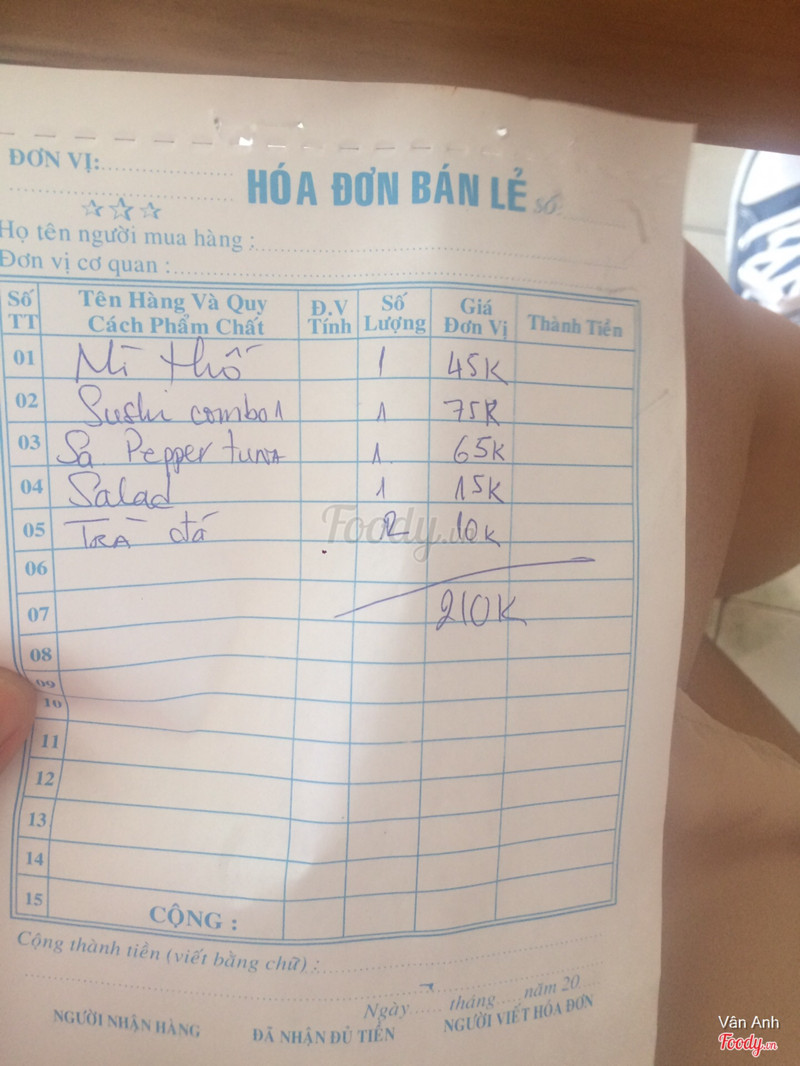 ĐƠN VỊ:
HÓA ĐƠN BÁN LẺ Số:
Họ tên người mua hàng :
Đơn vị cơ quan :
Số TT Tên Hàng Và Quy Cách Phẩm Chất Đ.V Tính Số Lượng Giá Đơn Vị Thành Tiền
01 Mì thố 1 45K
02 Sushi combo 1 1 75K
03 Sa Pepper tuna 1 65K
04 Salad 1 15K
05 Trà đá 2 10K
06
07 210K
08
09
10
11
12
13
14
15 CỘNG :
Cộng thành tiền (viết bằng chữ) :
Ngày tháng năm 20
NGƯỜI NHẬN HÀNG ĐÃ NHẬN ĐỦ TIỀN NGƯỜI VIẾT HÓA ĐƠN
Foody.vn
Vân Anh
Foody.vn